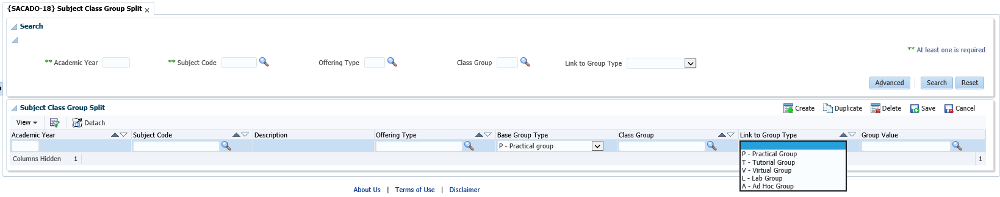 {SACADO-18} Subject Class Group Split
Search
** At least one is required
** Academic Year ** Subject Code Offering Type Class Group Link to Group Type
Advanced Search Reset
Subject Class Group Split Create Duplicate Delete Save Cancel
View Detach
Academic Year Subject Code Description Offering Type Base Group Type Class Group Link to Group Type Group Value
P - Practical group
Columns Hidden 1 1
P - Practical Group
T - Tutorial Group
V - Virtual Group
L - Lab Group
A - Ad Hoc Group
About Us | Terms of Use | Disclaimer